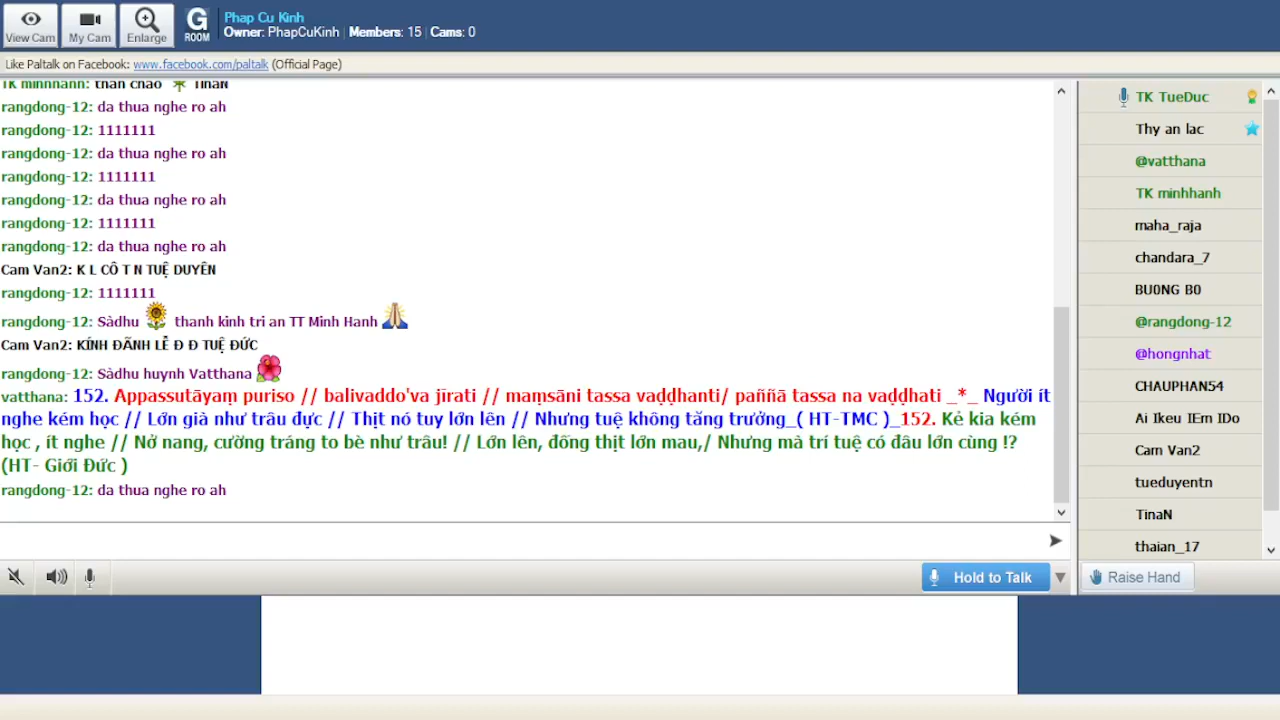 View Cam
My Cam
Enlarge
G
ROOM
Phap Cu Kinh
Owner: PhapCuKinh | Members: 15 | Cams: 0
Like Paltalk on Facebook: www.facebook.com/paltalk (Official Page)
TK minhhanh: than chao TinaN
rangdong-12: da thua nghe ro ah
rangdong-12: 1111111
rangdong-12: da thua nghe ro ah
rangdong-12: 1111111
rangdong-12: da thua nghe ro ah
rangdong-12: 1111111
rangdong-12: da thua nghe ro ah
Cam Van2: K L CÔ T N TUỆ DUYÊN
rangdong-12: 1111111
rangdong-12: Sàdhu thanh kinh tri an TT Minh Hanh
Cam Van2: KÍNH ĐÃNH LỄ Đ Đ TUỆ ĐỨC
rangdong-12: Sàdhu huynh Vatthana
vatthana: 152. Appassutāyaṃ puriso // balivaddo'va jīrati // maṃsāni tassa vaḍḍhanti/ paññā tassa na vaḍḍhati _*_ Người ít
nghe kém học // Lớn già như trâu đực // Thịt nó tuy lớn lên // Nhưng tuệ không tăng trưởng_( HT-TMC )_152. Kẻ kia kém
học , ít nghe // Nở nang, cường tráng to bè như trâu! // Lớn lên, đống thịt lớn mau,/ Nhưng mà trí tuệ có đâu lớn cùng !?
(HT- Giới Đức )
rangdong-12: da thua nghe ro ah
Hold to Talk
TK TueDuc
Thy an lac
@vatthana
TK minhhanh
maha_raja
chandara_7
BU0NG B0
@rangdong-12
@hongnhat
CHAUPHAN54
Ai Ikeu IEm IDo
Cam Van2
tueduyentn
TinaN
thaian_17
Raise Hand